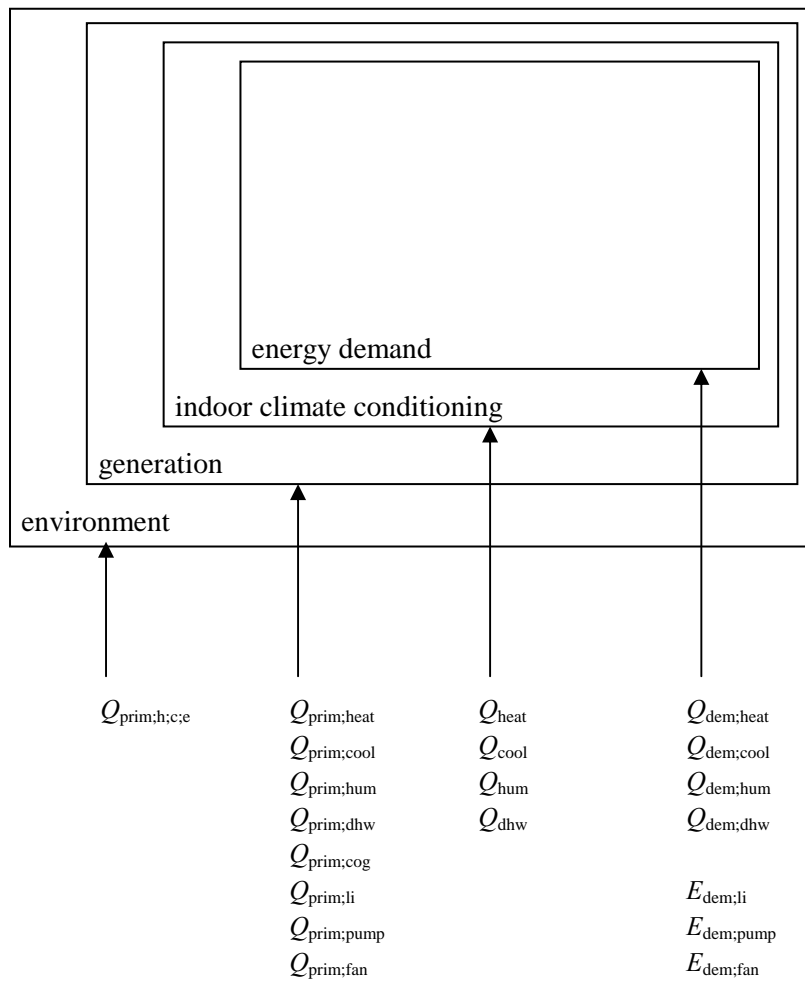 energy demand
indoor climate conditioning
generation
environment
Qprim;h;c;e Qprim;heat Qheat Qdem;heat
Qprim;cool Qcool Qdem;cool
Qprim;hum Qhum Qdem;hum
Qprim;dhw Qdhw Qdem;dhw
Qprim;cog
Qprim;li Edem;li
Qprim;pump Edem;pump
Qprim;fan Edem;fan